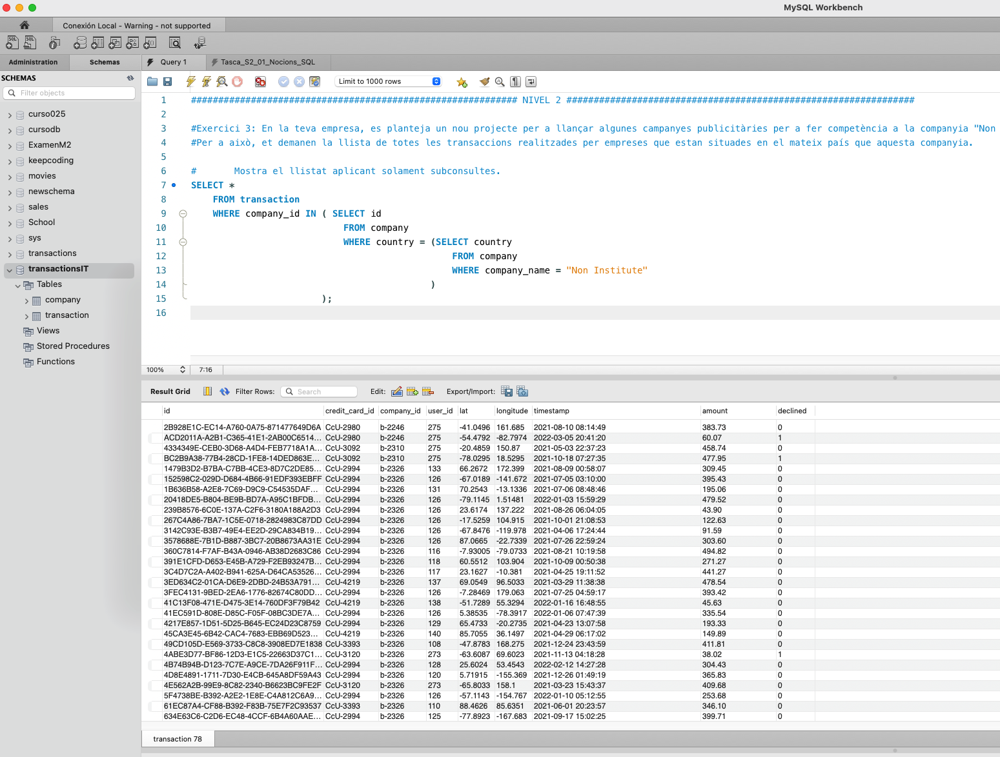 MySQL Workbench
Conexión Local - Warning - not supported
Administration Schemas Query 1 Tasca_S2_01_Nocions_SQL
SCHEMAS
Filter objects
curso025
cursodb
ExamenM2
keepcoding
movies
newschema
sales
School
sys
transactions
transactionsIT
Tables
company
transaction
Views
Stored Procedures
Functions
Limit to 1000 rows
1 ############################################################ NIVEL 2 ################################################################
2
3 #Exercici 3: En la teva empresa, es planteja un nou projecte per a llançar algunes campanyes publicitàries per a fer competència a la companyia "Non
4 #Per a això, et demanen la llista de totes les transaccions realitzades per empreses que estan situades en el mateix país que aquesta companyia.
5
6 # Mostra el llistat aplicant solament subconsultes.
7 SELECT *
8 FROM transaction
9 WHERE company_id IN ( SELECT id
10 FROM company
11 WHERE country = (SELECT country
12 FROM company
13 WHERE company_name = "Non Institute"
14 )
15 );
16
100% 7:16
Result Grid Filter Rows: Search Edit: Export/Import:
id credit_card_id company_id user_id lat longitude timestamp amount declined
2B928E1C-EC14-A760-0A75-871477649D6A CcU-2980 b-2246 275 -41.0496 161.685 2021-08-10 08:14:49 383.73 0
ACD2011A-A2B1-C365-41E1-2AB00C6514... CcU-2980 b-2246 275 -54.4792 -82.7974 2022-03-05 20:41:20 60.07 1
4334349E-CEB0-3D68-A4D4-FEB7718A1A... CcU-3092 b-2310 275 -20.4859 150.87 2021-05-03 22:37:23 458.74 0
BC2B9A38-77B4-28CD-1FE8-14DED863E... CcU-3092 b-2310 275 -78.0295 18.5295 2021-10-18 07:27:35 477.95 1
1479B3D2-B7BA-C7BB-4CE3-8D7C2DE85... CcU-2994 b-2326 133 66.2672 172.399 2021-08-09 00:58:07 309.45 0
152598C2-029D-D684-4B66-91EDF393EBFF CcU-2994 b-2326 126 -67.0189 -141.672 2021-07-05 03:10:00 395.43 0
1B636B58-A2E8-7C69-D9C9-C54535DAF... CcU-2994 b-2326 131 70.2543 -13.1336 2021-07-06 08:48:46 195.06 0
20418DE5-B804-BE9B-BD7A-A95C1BFDB... CcU-2994 b-2326 126 -79.1145 1.51481 2022-01-03 15:59:29 479.52 0
239B8576-6C0E-137A-C2F6-3180A188A2D3 CcU-2994 b-2326 126 23.6174 137.222 2021-08-26 06:04:05 43.90 0
267C4A86-7BA7-1C5E-0718-2824983C87DD CcU-2994 b-2326 126 -17.5259 104.915 2021-10-01 21:08:53 122.63 0
3142C93E-B3B7-49E4-EE2D-29CA834B19... CcU-2994 b-2326 126 -67.8476 -119.978 2021-04-06 17:24:44 91.59 0
3578688E-7B1D-B887-3BC7-20B8673AA31E CcU-2994 b-2326 126 87.0665 -22.7339 2021-07-26 22:59:24 303.60 0
360C7814-F7AF-B43A-0946-AB38D2683C86 CcU-2994 b-2326 116 -7.93005 -79.0733 2021-08-21 10:19:58 494.82 0
391E1CFD-D653-E45B-A729-F2EB93247B... CcU-2994 b-2326 118 60.5512 103.904 2021-10-09 00:50:38 271.27 0
3C4D7C2A-A402-B941-625A-D64CA53526... CcU-2994 b-2326 117 23.1627 -10.381 2021-04-25 19:11:52 441.27 0
3ED634C2-01CA-D6E9-2DBD-24B53A791... CcU-4219 b-2326 137 69.0549 96.5033 2021-03-29 11:38:38 478.54 0
3FEC4131-9BED-2EA6-1776-82674C80DD... CcU-2994 b-2326 126 -7.28469 179.063 2021-07-25 04:59:17 393.42 0
41C13F08-471E-D475-3E14-760DF3F79B42 CcU-4219 b-2326 138 -51.7289 55.3294 2022-01-16 16:48:55 45.63 0
41EC591D-808E-D85C-F05F-08BC3DE7A... CcU-2994 b-2326 126 5.38535 -78.3917 2022-01-06 07:47:39 335.54 0
4217E857-1D51-5D25-B645-EC24D23C8759 CcU-2994 b-2326 129 65.4733 -20.2735 2021-04-23 13:07:58 193.33 0
45CA3E45-6B42-CAC4-7683-EBB69D523... CcU-4219 b-2326 140 85.7055 36.1497 2021-04-29 06:17:02 149.89 0
49CD105D-E569-3733-C8C8-3908ED7E1838 CcU-3393 b-2326 108 -47.8783 168.275 2021-12-24 23:43:59 411.81 0
4ABE3D77-BF86-12D3-E1C5-22663D37C1... CcU-3120 b-2326 273 -63.6087 69.6023 2021-11-13 04:18:28 38.02 1
4B74B94B-D123-7C7E-A9CE-7DA26F911F... CcU-2994 b-2326 128 25.6024 53.4543 2022-02-12 14:27:28 304.43 0
4D8E4891-1711-7D30-E4CB-645A8DF59A43 CcU-2994 b-2326 120 5.71915 -155.369 2021-12-26 01:49:19 365.83 0
4E562A2B-99E9-8C82-2340-B6623BC9FE2F CcU-3120 b-2326 273 -65.8033 158.1 2021-03-23 15:43:37 409.68 0
5F4738BE-B392-A2E2-1E8E-C4A812C6A9... CcU-2994 b-2326 126 -57.1143 -154.767 2022-01-10 05:12:55 253.68 0
61EC87A4-CF88-B392-F83B-75E7F2C93537 CcU-3393 b-2326 110 88.4626 85.6351 2021-06-01 20:23:57 346.10 0
634E63C6-C2D6-EC48-4CCF-6B4A60AAE... CcU-2994 b-2326 125 -77.8923 -167.683 2021-09-17 15:02:25 399.71 0
transaction 78